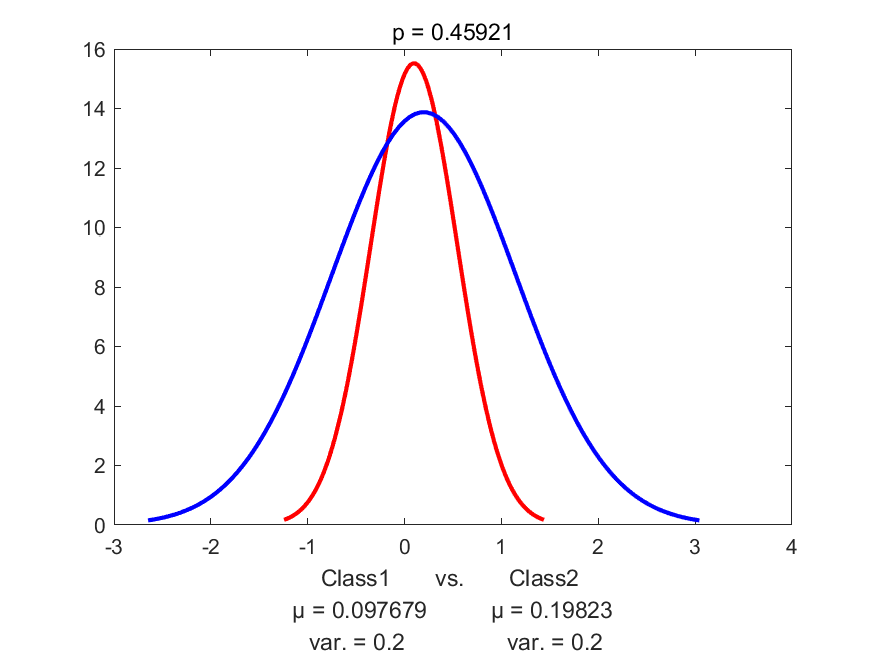 p = 0.45921
16
14
12
10
8
6
4
2
0
-3 -2 -1 0 1 2 3 4
Class1 vs. Class2
μ = 0.097679 μ = 0.19823
var. = 0.2 var. = 0.2